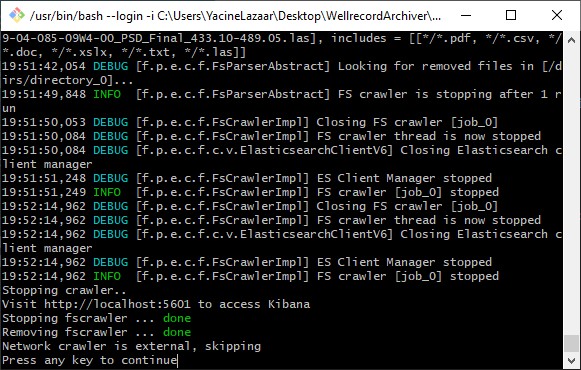 /usr/bin/bash --login -i C:\Users\YacineLazaar\Desktop\WellrecordArchiver\...
9-04-085-09W4-OO_PSD_Final_433.10-489.05.las], includes = [[*/*.pdf, */*.csv, */
*.doc, */*.xslx, */*.txt, */*.las]]
19:51:42,054 DEBUG [f.p.e.c.f.FsParserAbstract] Looking for removed files in [/d
irs/directory_0]...
19:51:49,848 INFO  [f.p.e.c.f.FsParserAbstract] FS crawler is stopping after 1 r
un
19:51:50,053 DEBUG [f.p.e.c.f.FsCrawlerImpl] Closing FS crawler [job_0]
19:51:50,084 DEBUG [f.p.e.c.f.FsCrawlerImpl] FS crawler thread is now stopped
19:51:50,084 DEBUG [f.p.e.c.f.c.v.ElasticsearchClientV6] Closing Elasticsearch c
lient manager
19:51:51,248 DEBUG [f.p.e.c.f.FsCrawlerImpl] ES Client Manager stopped
19:51:51,249 INFO  [f.p.e.c.f.FsCrawlerImpl] FS crawler [job_0] stopped
19:52:14,962 DEBUG [f.p.e.c.f.FsCrawlerImpl] Closing FS crawler [job_0]
19:52:14,962 DEBUG [f.p.e.c.f.FsCrawlerImpl] FS crawler thread is now stopped
19:52:14,962 DEBUG [f.p.e.c.f.c.v.ElasticsearchClientV6] Closing Elasticsearch c
lient manager
19:52:14,962 DEBUG [f.p.e.c.f.FsCrawlerImpl] ES Client Manager stopped
19:52:14,962 INFO  [f.p.e.c.f.FsCrawlerImpl] FS crawler [job_0] stopped
Stopping crawler..
Visit http://localhost:5601 to access Kibana
Stopping fscrawler ... done
Removing fscrawler ... done
Network crawler is external, skipping
Press any key to continue